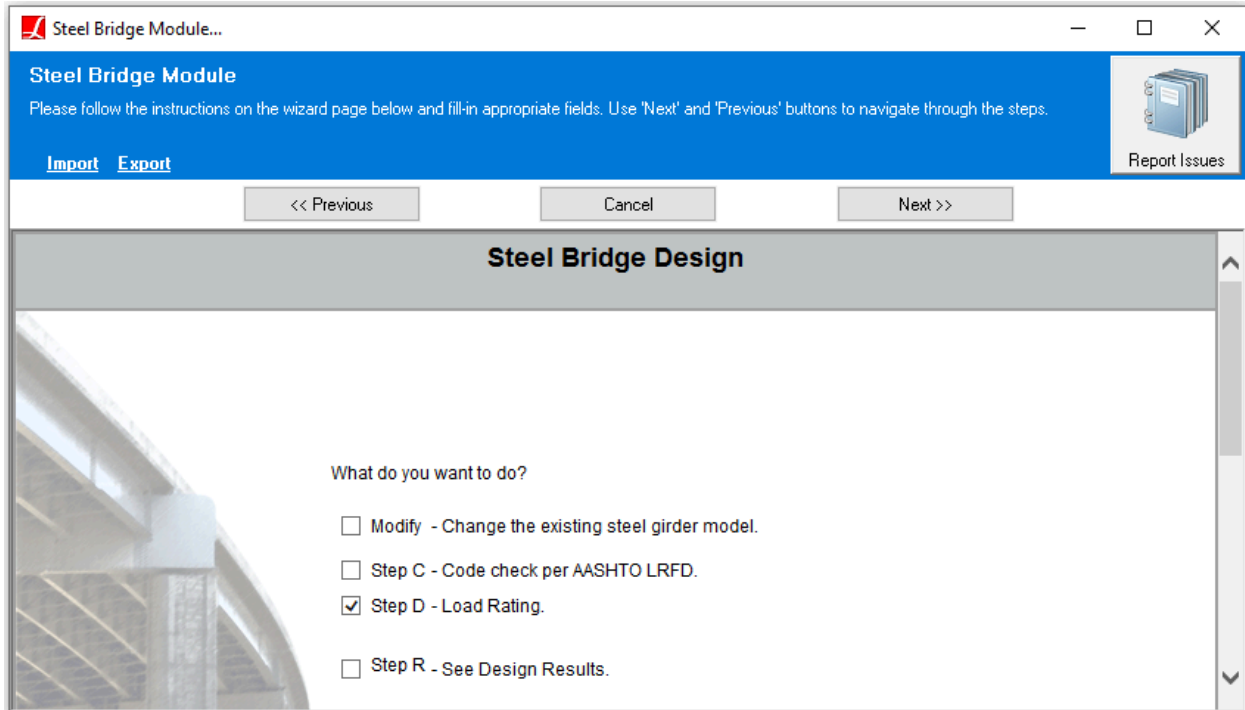 Steel Bridge Module...
Steel Bridge Module
Please follow the instructions on the wizard page below and fill-in appropriate fields. Use 'Next' and 'Previous' buttons to navigate through the steps.
Import Export
Report Issues
<< Previous Cancel Next >>
Steel Bridge Design
What do you want to do?
Modify - Change the existing steel girder model.
Step C - Code check per AASHTO LRFD.
Step D - Load Rating.
Step R - See Design Results.